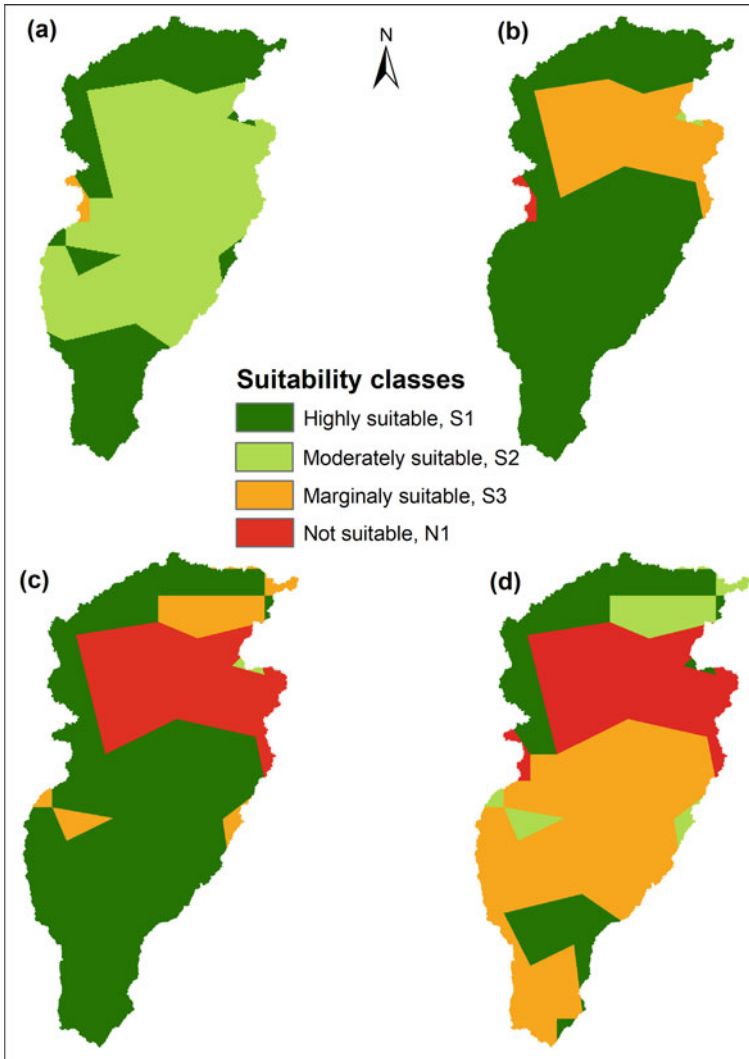 (a)
N
(b)
Suitability classes
Highly suitable, S1
Moderately suitable, S2
Marginaly suitable, S3
Not suitable, N1
(c)
(d)